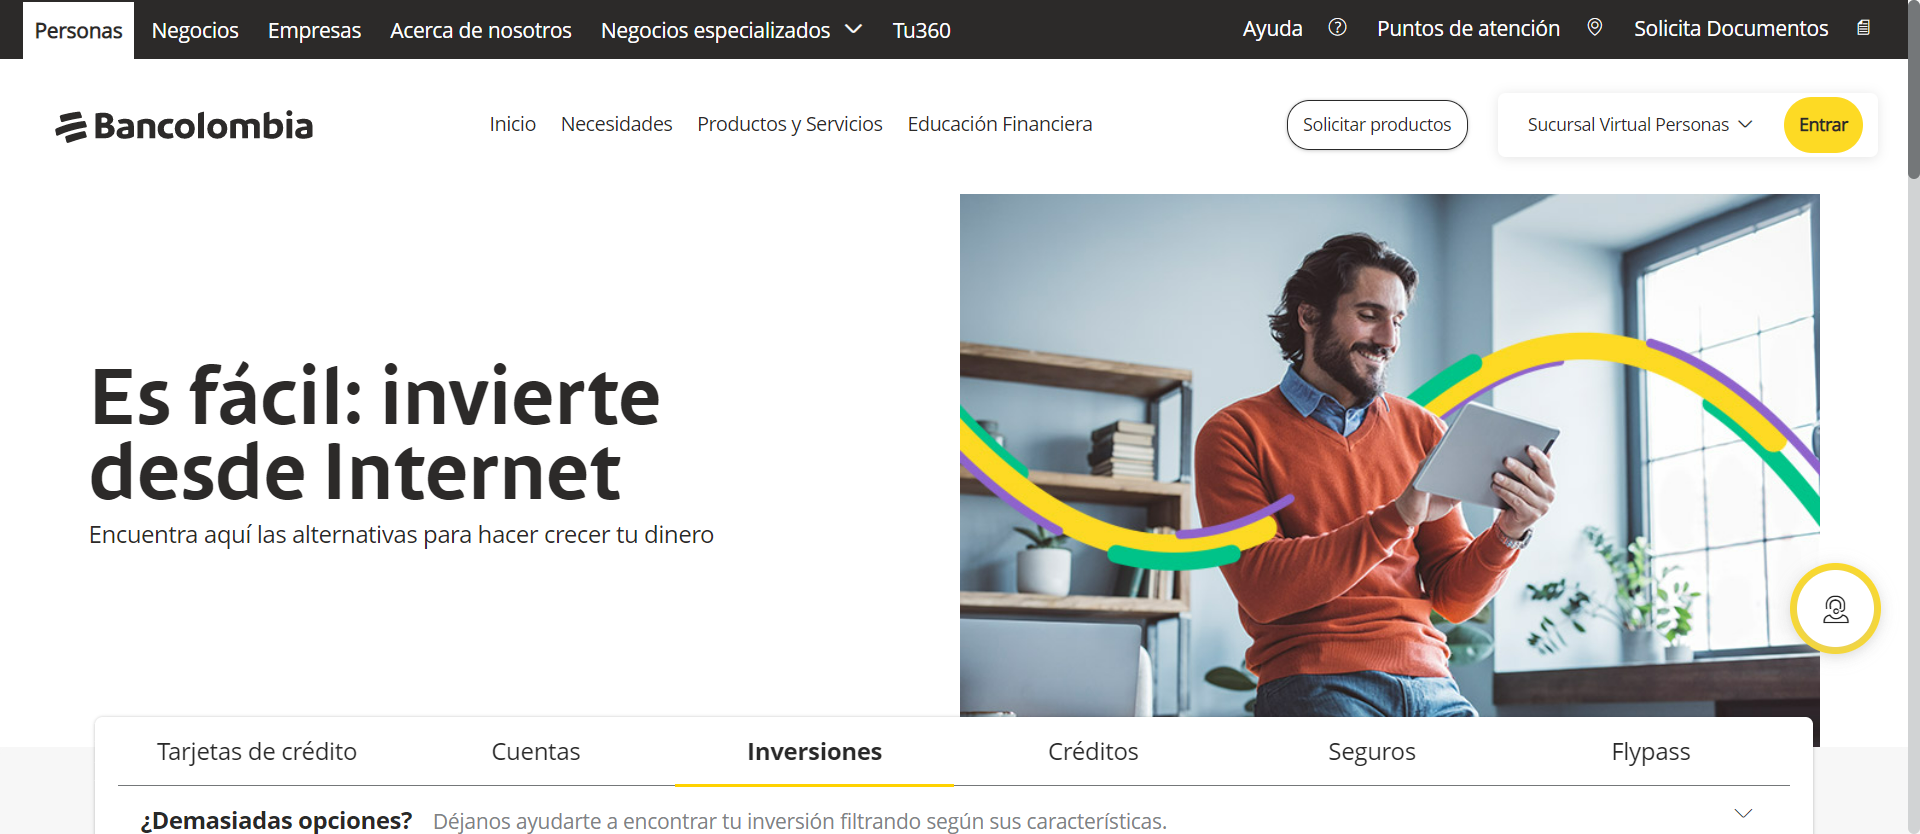 Personas Negocios Empresas Acerca de nosotros Negocios especializados Tu360 Ayuda Puntos de atención Solicita Documentos
Bancolombia Inicio Necesidades Productos y Servicios Educación Financiera Solicitar productos Sucursal Virtual Personas Entrar
Es fácil: invierte
desde Internet
Encuentra aquí las alternativas para hacer crecer tu dinero
Tarjetas de crédito Cuentas Inversiones Créditos Seguros Flypass
¿Demasiadas opciones? Déjanos ayudarte a encontrar tu inversión filtrando según sus características.